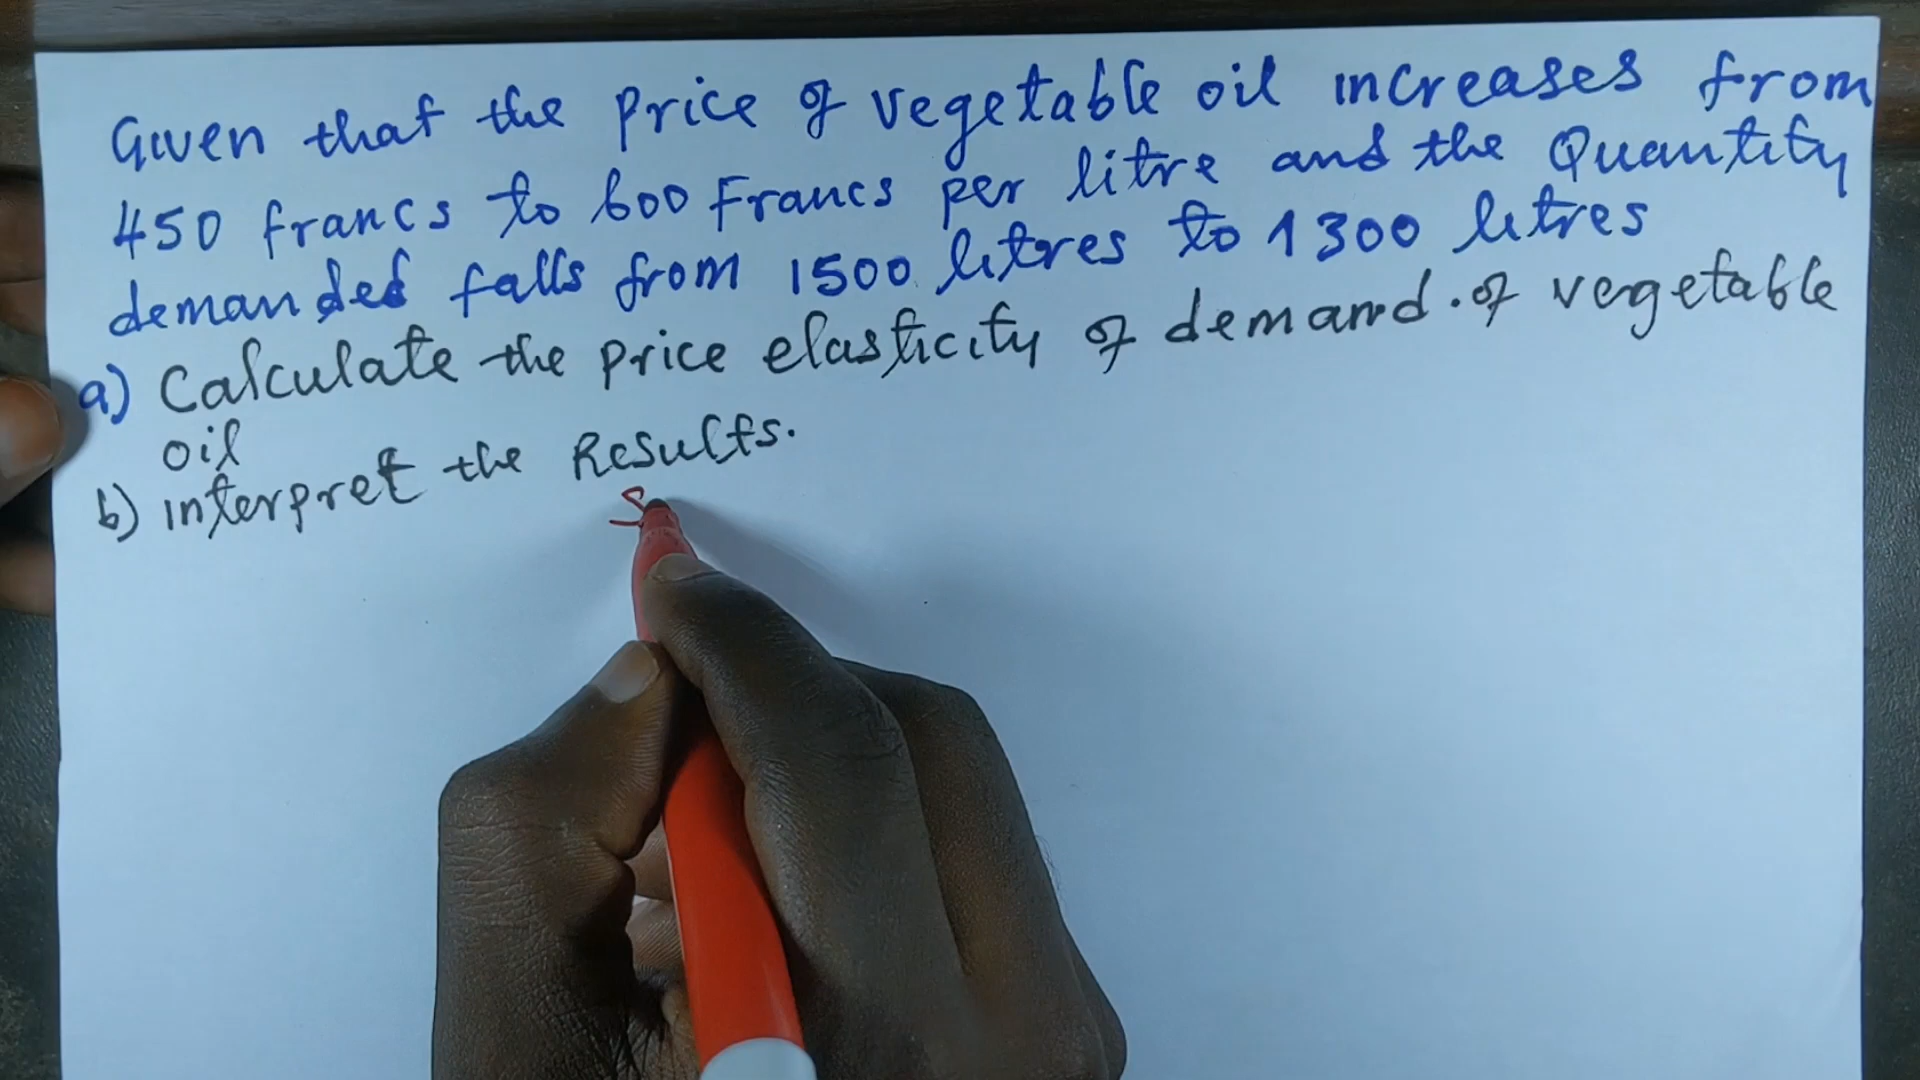 Given that the price of vegetable oil increases from
450 francs to 600 Francs per litre and the Quantity
demanded falls from 1500 litres to 1300 litres
a) Calculate the price elasticity of demand of vegetable
oil
b) interpret the Results.
S